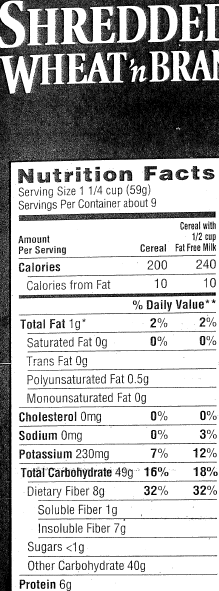 SHREDDED
WHEAT 'n BRAN
Nutrition Facts
Serving Size 1 1/4 cup (59g)
Servings Per Container about 9
Amount Per Serving Cereal Cereal with 1/2 cup Fat Free Milk
Calories 200 240
Calories from Fat 10 10
% Daily Value**
Total Fat 1g* 2% 2%
Saturated Fat 0g 0% 0%
Trans Fat 0g
Polyunsaturated Fat 0.5g
Monounsaturated Fat 0g
Cholesterol 0mg 0% 0%
Sodium 0mg 0% 3%
Potassium 230mg 7% 12%
Total Carbohydrate 49g 16% 18%
Dietary Fiber 8g 32% 32%
Soluble Fiber 1g
Insoluble Fiber 7g
Sugars <1g
Other Carbohydrate 40g
Protein 6g